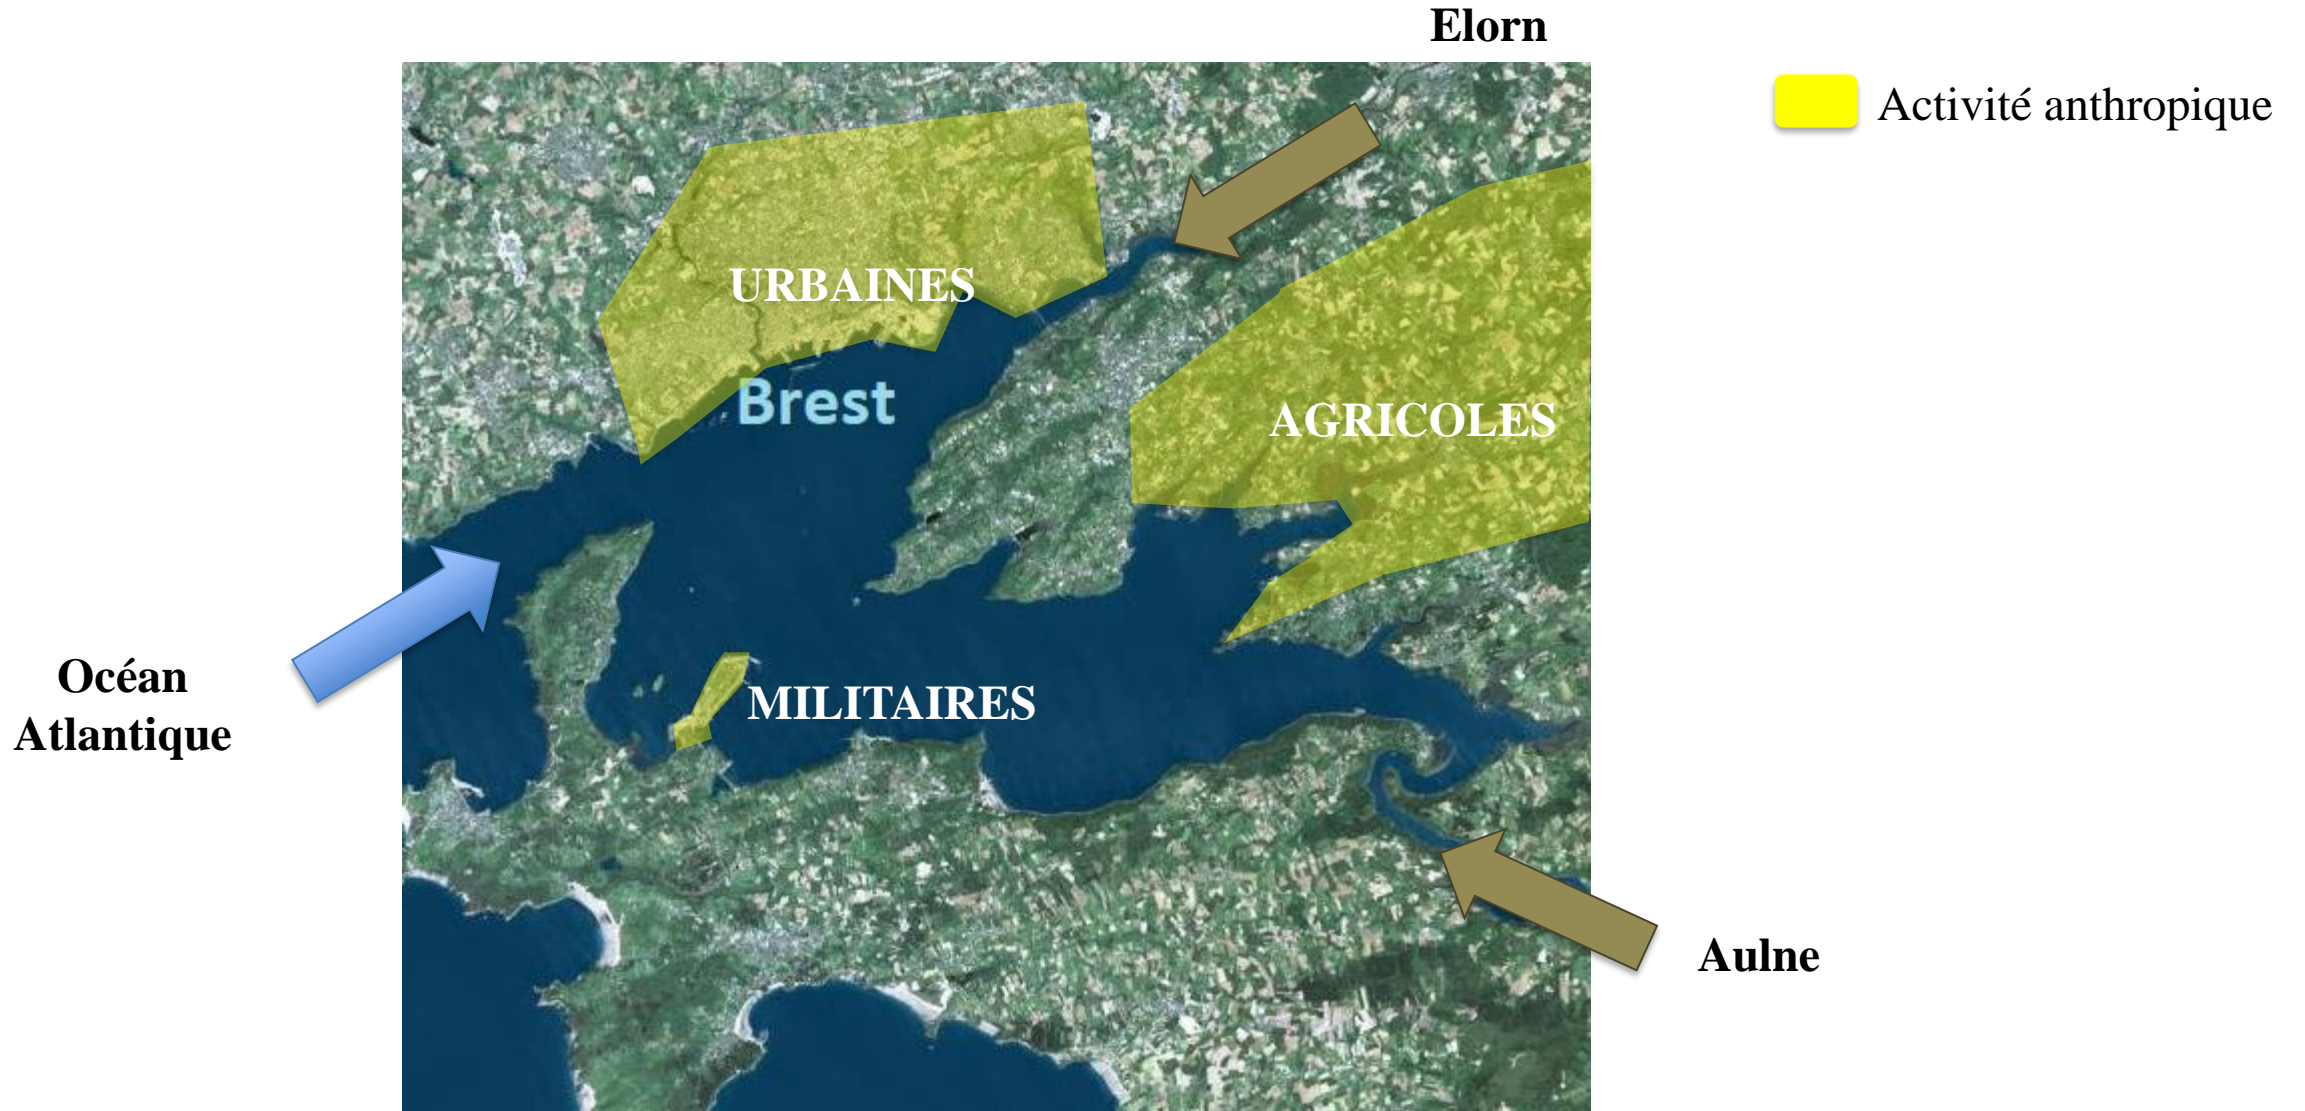 Elorn
Activité anthropique
URBAINES
Brest
AGRICOLES
Océan
Atlantique
MILITAIRES
Aulne